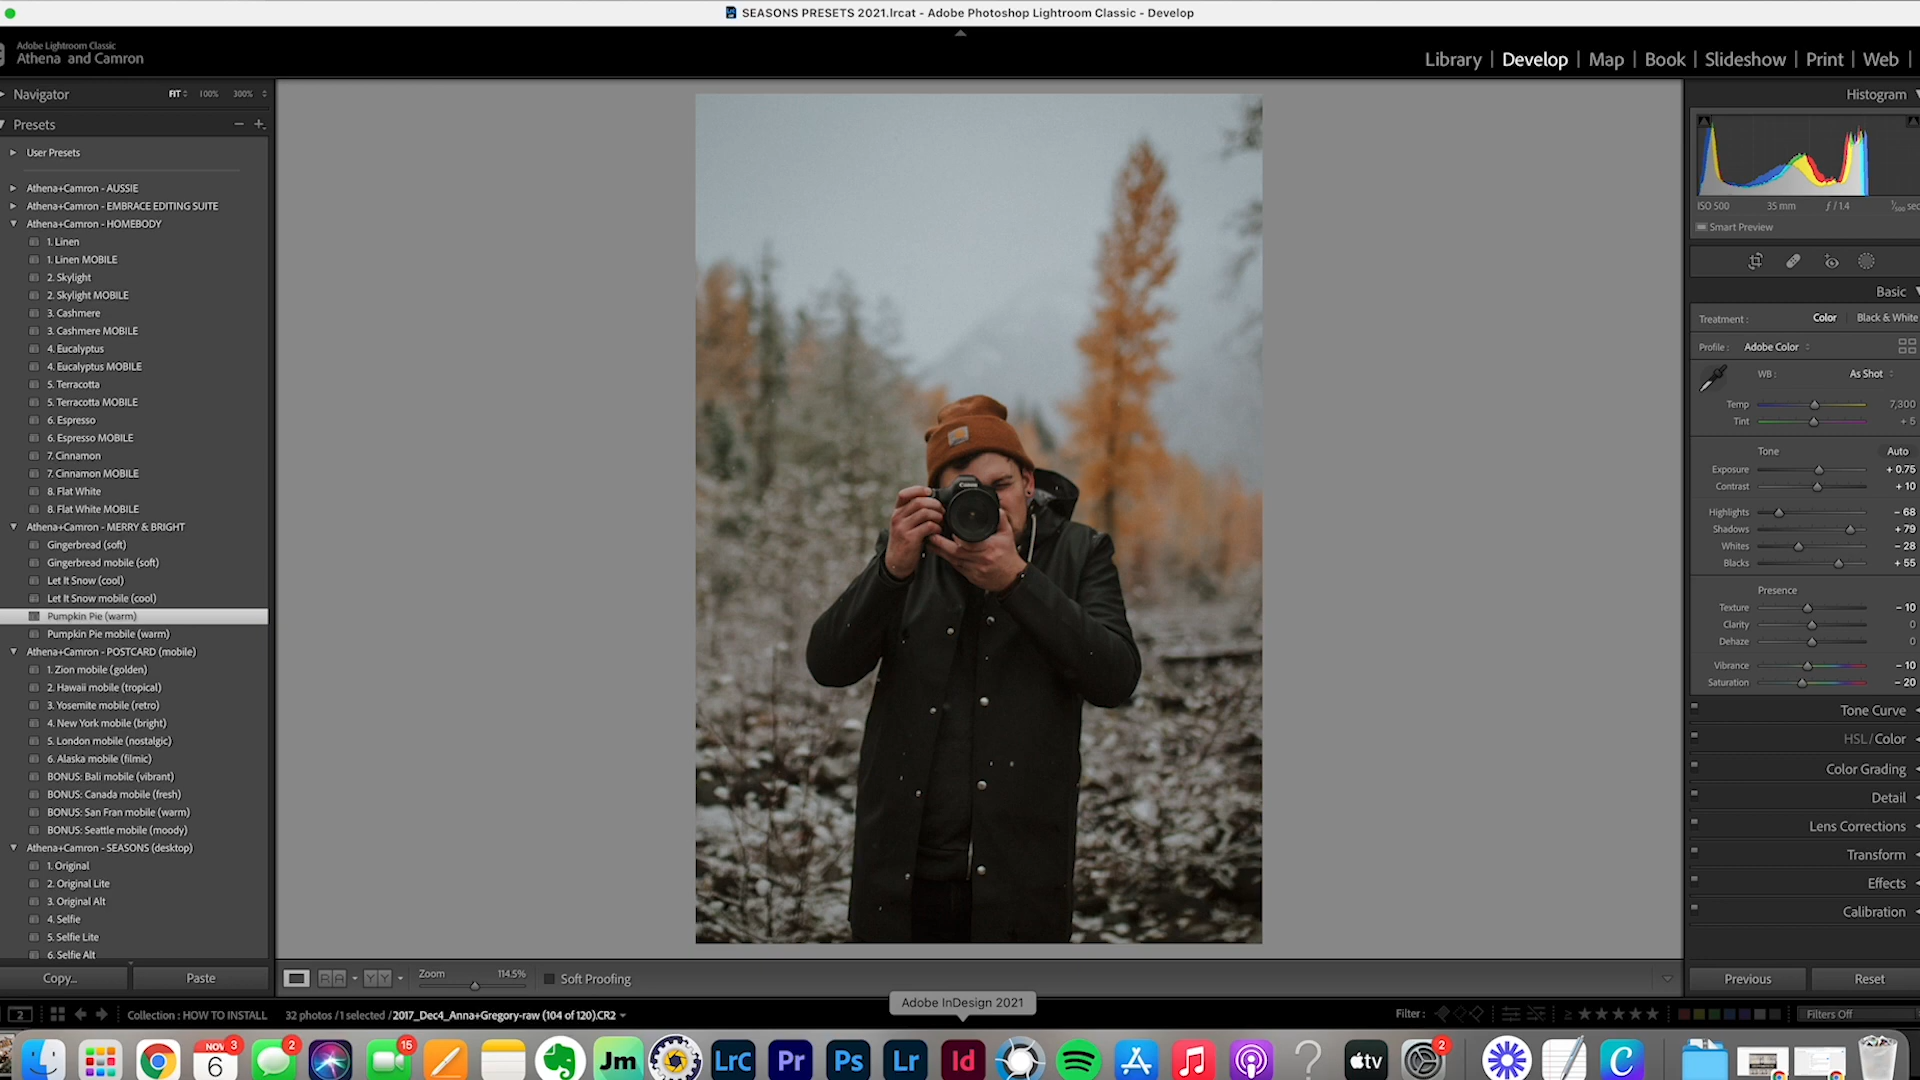 SEASONS PRESETS 2021.lrcat - Adobe Photoshop Lightroom Classic - Develop
Adobe Lightroom Classic
Athena and Camron
Library | Develop | Map | Book | Slideshow | Print | Web |
Navigator FIT 100% 300%
Presets
User Presets
Athena+Camron - AUSSIE
Athena+Camron - EMBRACE EDITING SUITE
Athena+Camron - HOMEBODY
1. Linen
1. Linen MOBILE
2. Skylight
2. Skylight MOBILE
3. Cashmere
3. Cashmere MOBILE
4. Eucalyptus
4. Eucalyptus MOBILE
5. Terracotta
5. Terracotta MOBILE
6. Espresso
6. Espresso MOBILE
7. Cinnamon
7. Cinnamon MOBILE
8. Flat White
8. Flat White MOBILE
Athena+Camron - MERRY & BRIGHT
Gingerbread (soft)
Gingerbread mobile (soft)
Let It Snow (cool)
Let It Snow mobile (cool)
Pumpkin Pie (warm)
Pumpkin Pie mobile (warm)
Athena+Camron - POSTCARD (mobile)
1. Zion mobile (golden)
2. Hawaii mobile (tropical)
3. Yosemite mobile (retro)
4. New York mobile (bright)
5. London mobile (nostalgic)
6. Alaska mobile (filmic)
BONUS: Bali mobile (vibrant)
BONUS: Canada mobile (fresh)
BONUS: San Fran mobile (warm)
BONUS: Seattle mobile (moody)
Athena+Camron - SEASONS (desktop)
1. Original
2. Original Lite
3. Original Alt
4. Selfie
5. Selfie Lite
6. Selfie Alt
Copy... Paste
Canon
Histogram
ISO 500 35 mm ƒ / 1.4 1/500 sec
Smart Preview
Basic
Treatment : Color Black & White
Profile : Adobe Color
WB : As Shot
Temp 7,300
Tint + 5
Tone Auto
Exposure + 0.75
Contrast + 10
Highlights - 68
Shadows + 79
Whites - 28
Blacks + 55
Presence
Texture - 10
Clarity 0
Dehaze 0
Vibrance - 10
Saturation - 20
Tone Curve
HSL / Color
Color Grading
Detail
Lens Corrections
Transform
Effects
Calibration
Previous Reset
R A Y Y Zoom 114.5% Soft Proofing
Adobe InDesign 2021
2 Collection : HOW TO INSTALL 32 photos / 1 selected / 2017_Dec4_Anna+Gregory-raw (104 of 120).CR2
Filter : ≥ Filters Off
NOV 6 3 2 15 Jm LrC Pr Ps Lr Id tv 2 C